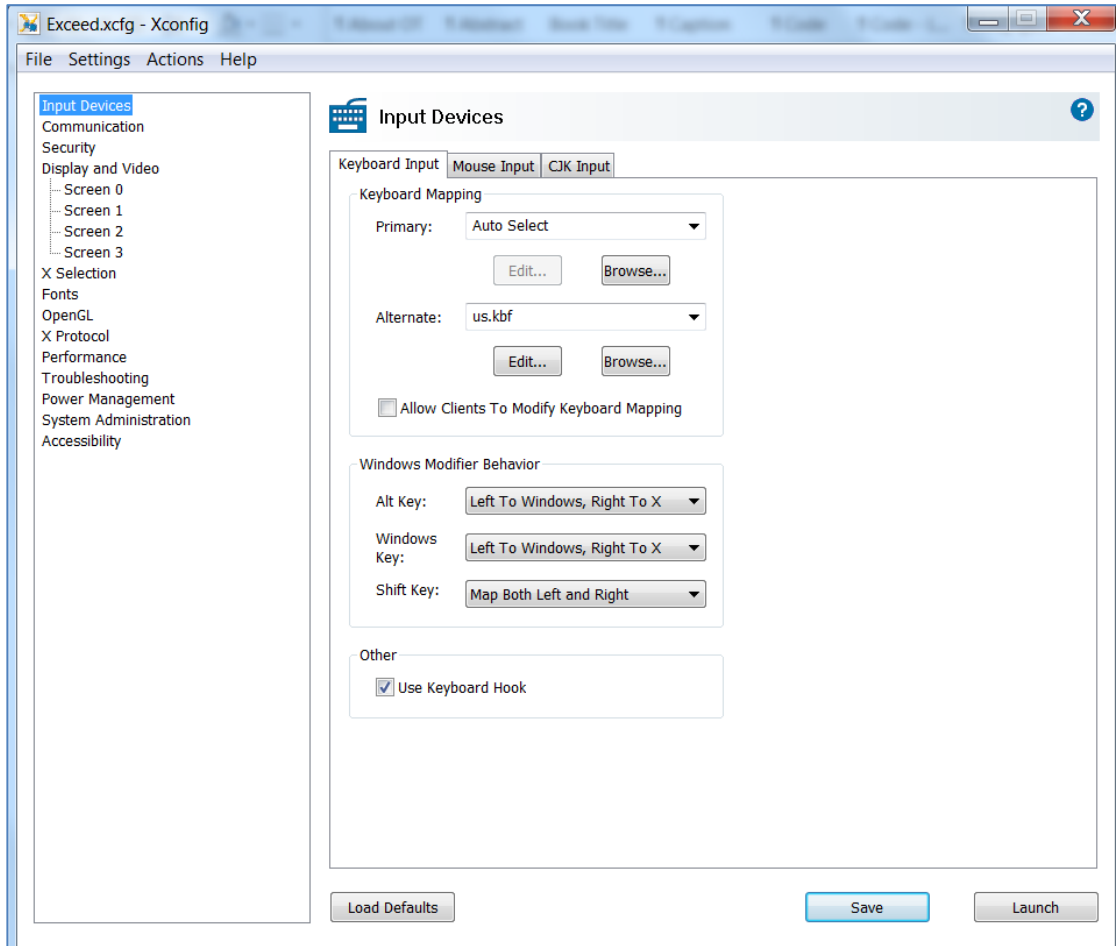 Exceed.xcfg - Xconfig
File Settings Actions Help
Input Devices
Communication
Security
Display and Video
Screen 0
Screen 1
Screen 2
Screen 3
X Selection
Fonts
OpenGL
X Protocol
Performance
Troubleshooting
Power Management
System Administration
Accessibility
Input Devices
?
Keyboard Input Mouse Input CJK Input
Keyboard Mapping
Primary: Auto Select
Edit... Browse...
Alternate: us.kbf
Edit... Browse...
Allow Clients To Modify Keyboard Mapping
Windows Modifier Behavior
Alt Key: Left To Windows, Right To X
Windows
Key: Left To Windows, Right To X
Shift Key: Map Both Left and Right
Other
Use Keyboard Hook
Load Defaults Save Launch